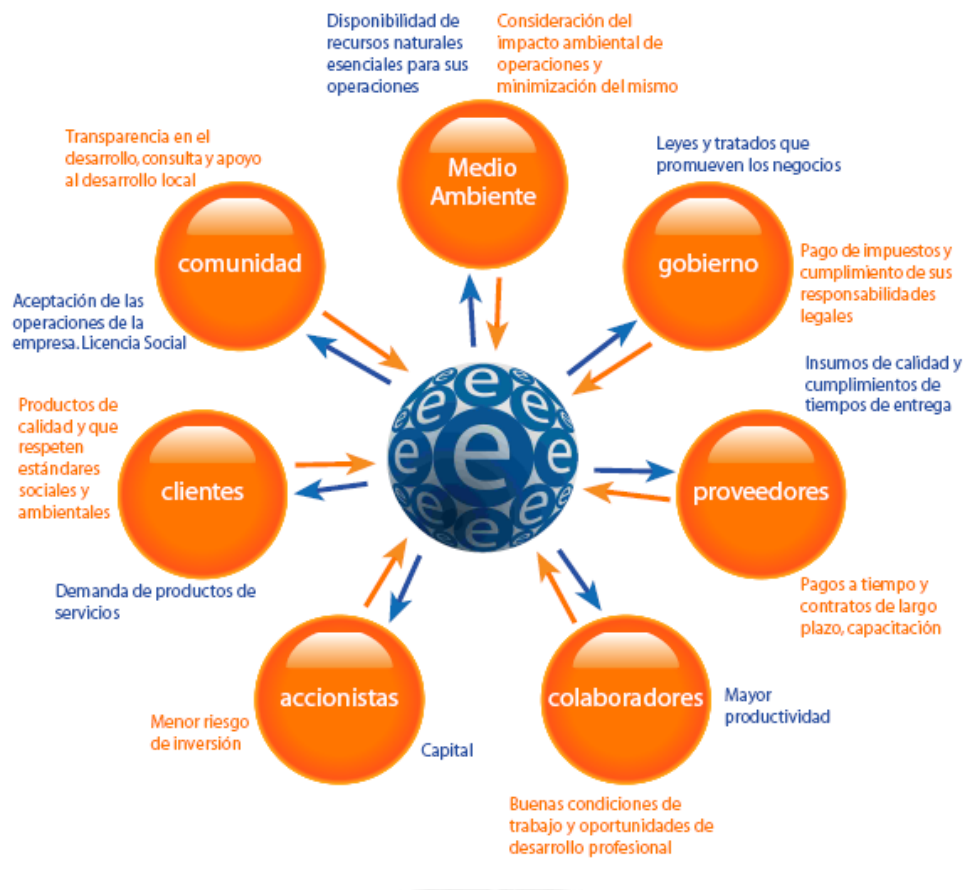 Disponibilidad de
recursos naturales
esenciales para sus
operaciones
Consideración del
impacto ambiental de
operaciones y
minimización del mismo
Medio
Ambiente
Transparencia en el
desarrollo, consulta y apoyo
al desarrollo local
comunidad
Aceptación de las
operaciones de la
empresa. Licencia Social
Leyes y tratados que
promueven los negocios
gobierno
Pago de impuestos y
cumplimiento de sus
responsabilidades
legales
Productos de
calidad y que
respeten
estándares
sociales y
ambientales
clientes
Demanda de productos de
servicios
e e e e e e e e e e e e e
Insumos de calidad y
cumplimientos de
tiempos de entrega
proveedores
Pagos a tiempo y
contratos de largo
plazo, capacitación
accionistas
Menor riesgo
de inversión
Capital
colaboradores
Mayor
productividad
Buenas condiciones de
trabajo y oportunidades de
desarrollo profesional